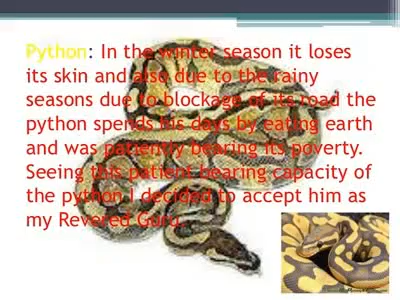 Python: In the winter season it loses
its skin and also due to the rainy
seasons due to blockage of its road the
python spends his days by eating earth
and was patiently bearing its poverty.
Seeing this patient bearing capacity of
the python I decided to accept him as
my Revered Guru.